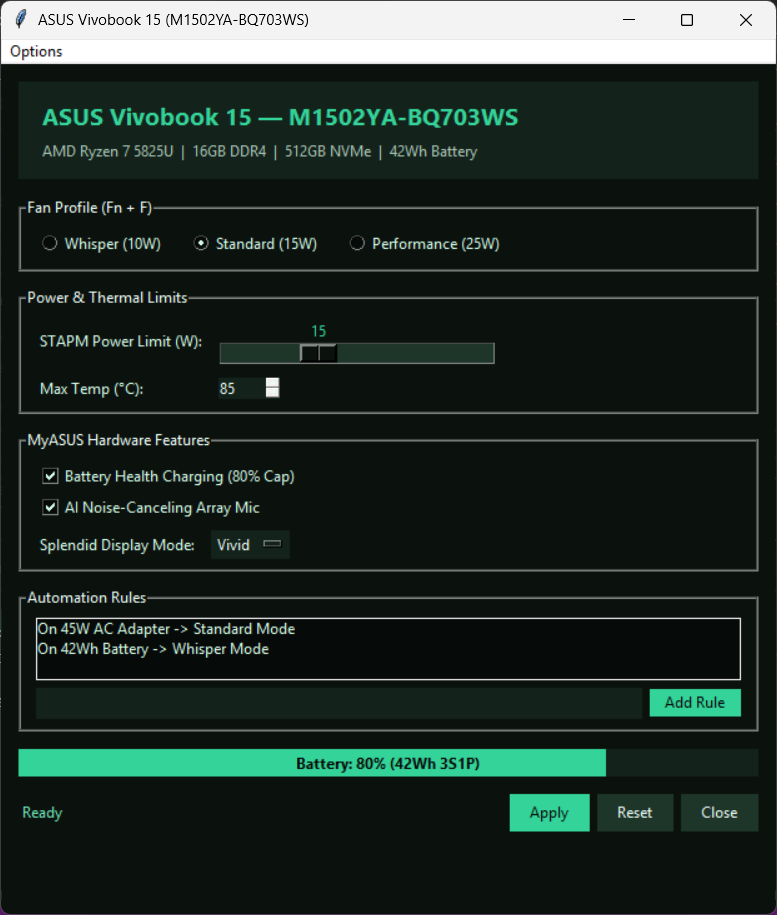 ASUS Vivobook 15 (M1502YA-BQ703WS)
Options
ASUS Vivobook 15 — M1502YA-BQ703WS
AMD Ryzen 7 5825U | 16GB DDR4 | 512GB NVMe | 42Wh Battery
Fan Profile (Fn + F)
Whisper (10W) Standard (15W) Performance (25W)
Power & Thermal Limits
15
STAPM Power Limit (W):
Max Temp (°C): 85
MyASUS Hardware Features
Battery Health Charging (80% Cap)
AI Noise-Canceling Array Mic
Splendid Display Mode: Vivid
Automation Rules
On 45W AC Adapter -> Standard Mode
On 42Wh Battery -> Whisper Mode
Add Rule
Battery: 80% (42Wh 3S1P)
Ready Apply Reset Close